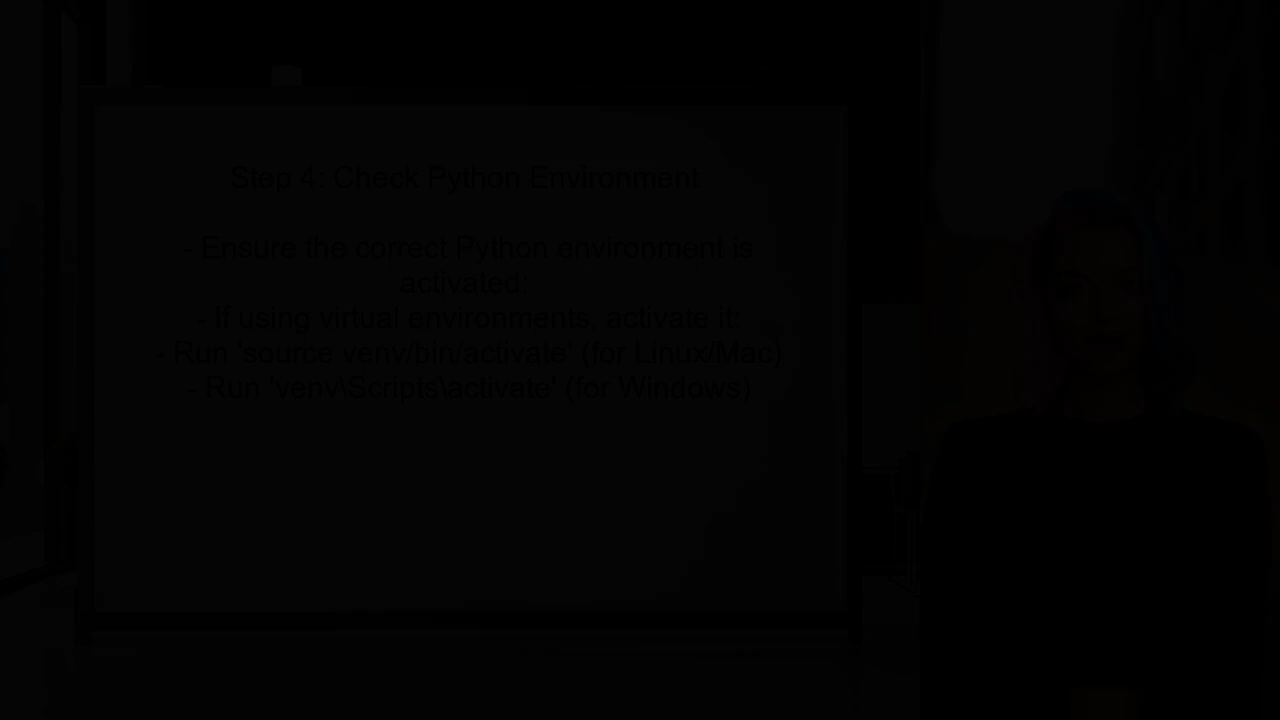 Step 4: Check Python Environment
- Ensure the correct Python environment is
activated:
- If using virtual environments, activate it:
- Run 'source venv/bin/activate' (for Linux/Mac)
- Run 'venv\Scripts\activate' (for Windows)